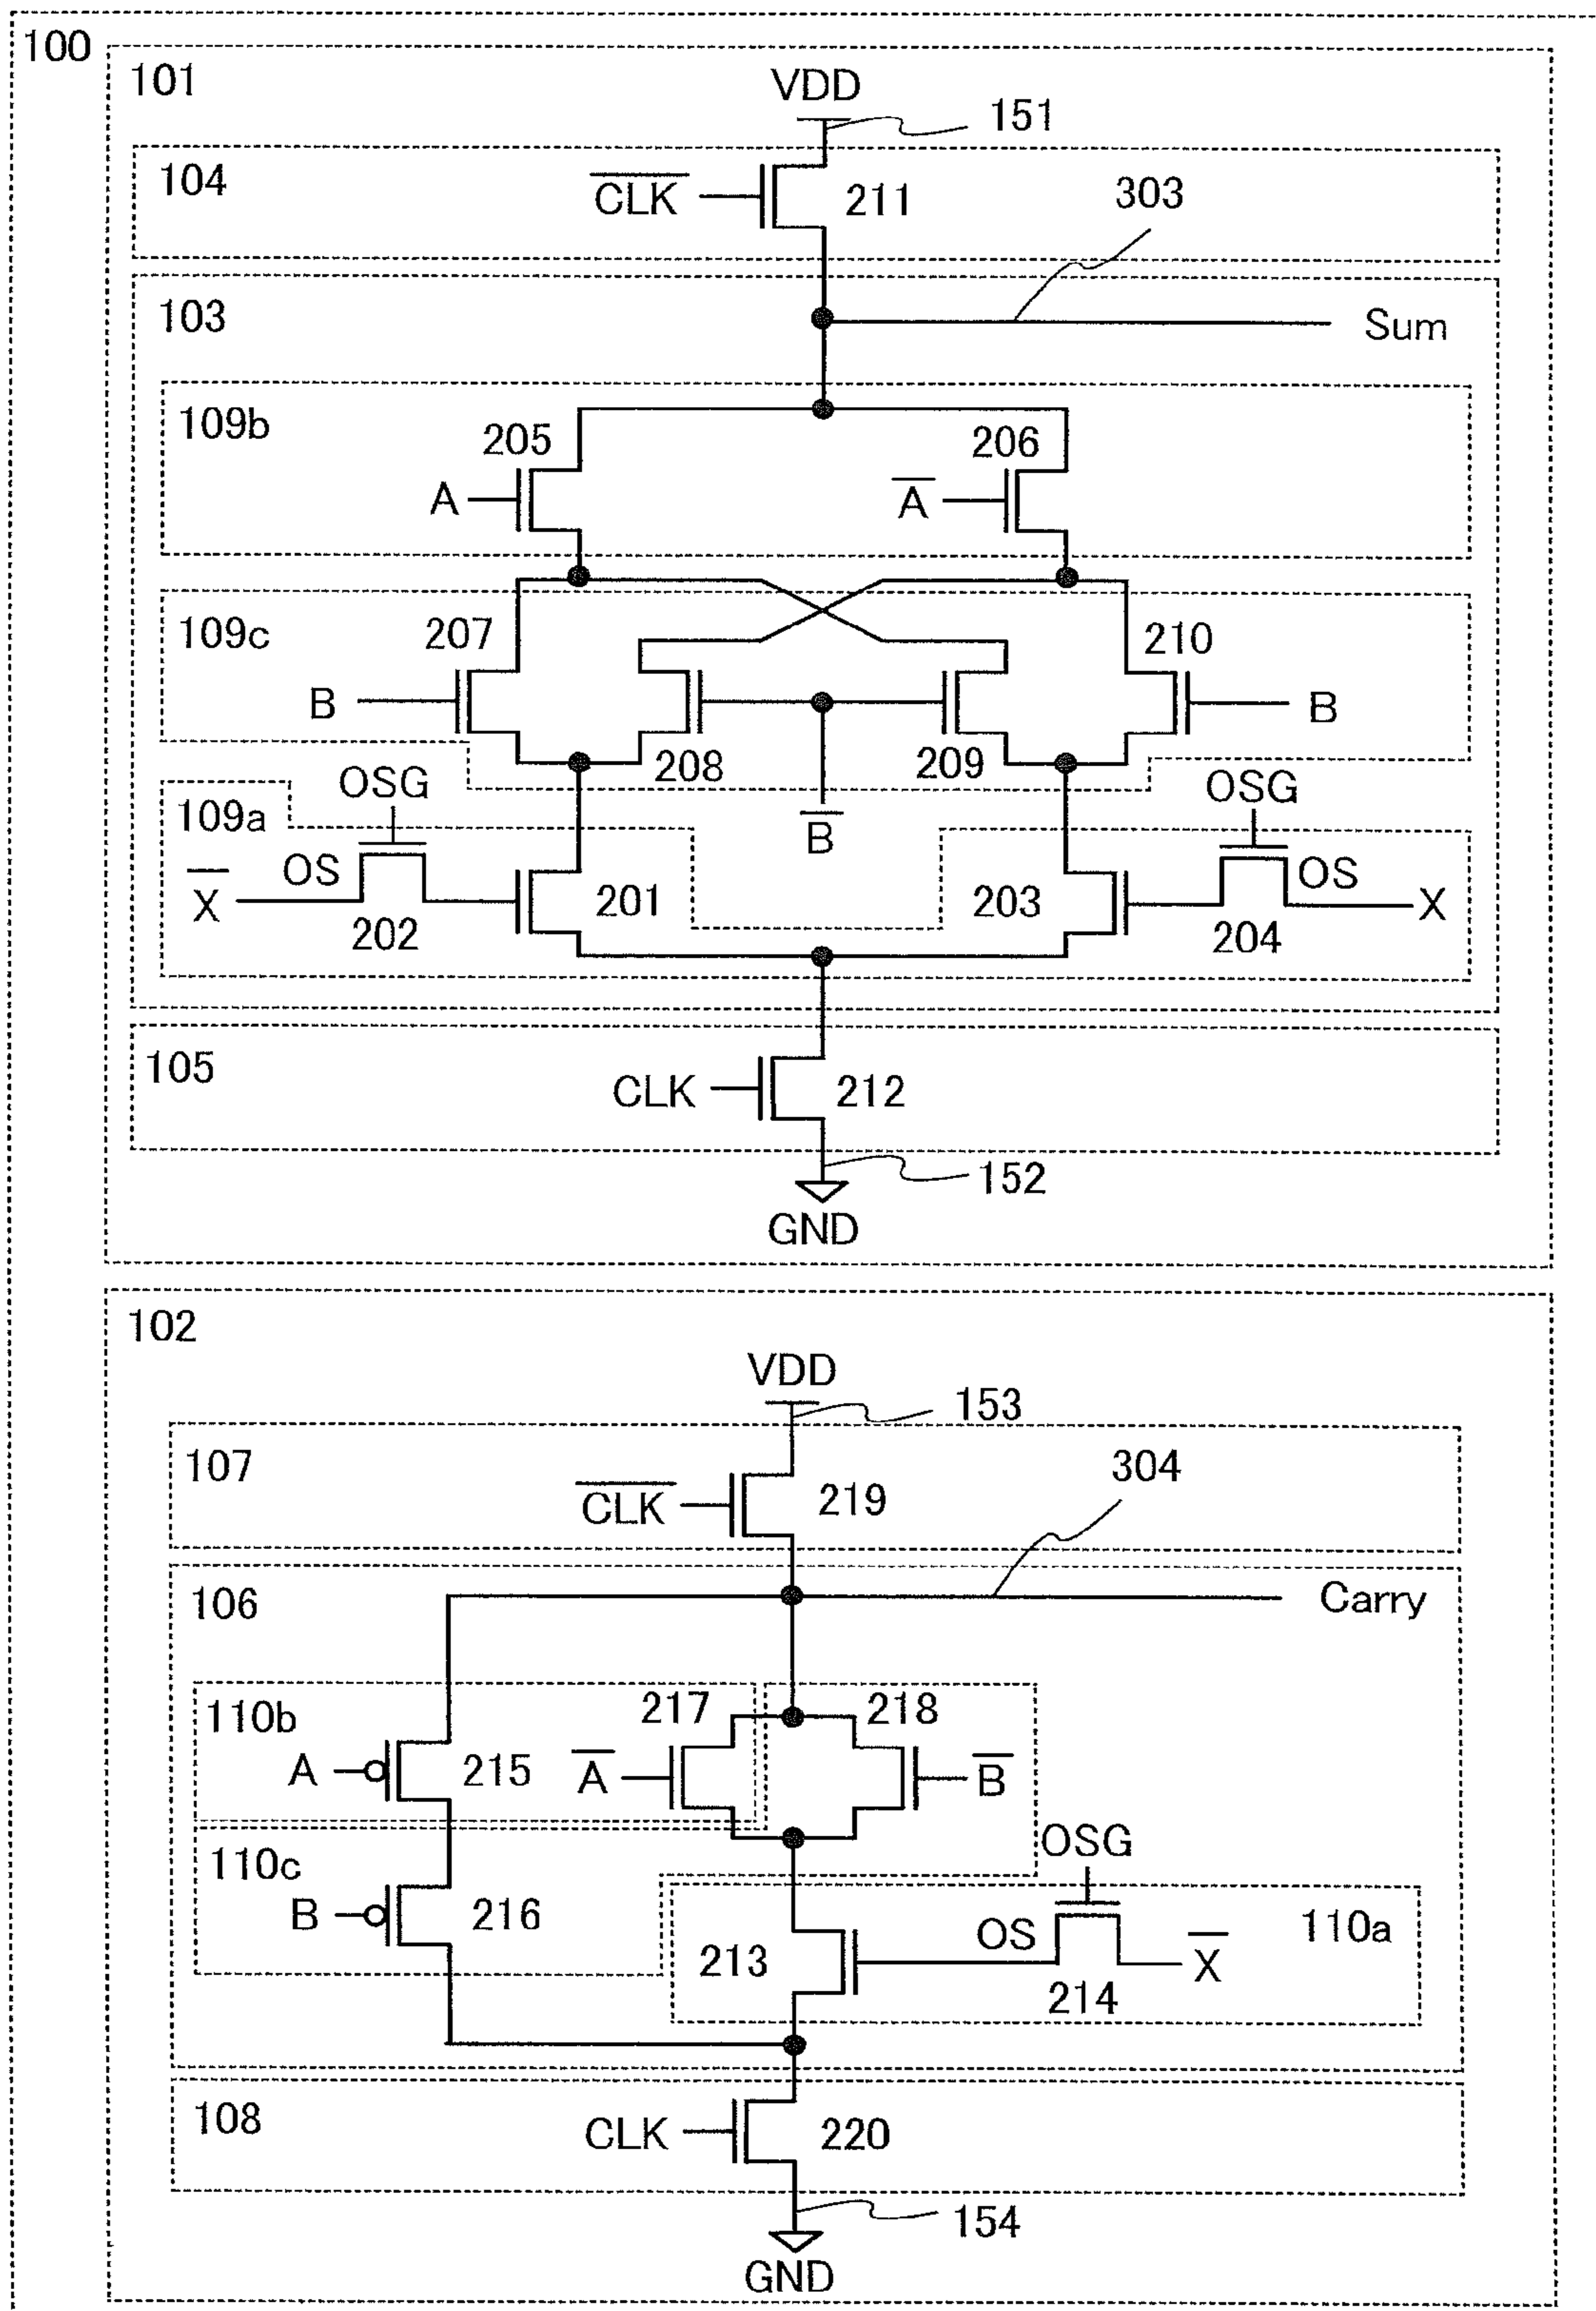 100
101
VDD
151
104
C̅L̅K̅
211
303
103
Sum
109b
205
206
A
A̅
109c
207
210
B
B
208
209
OSG
OSG
109a
B̅
X̅
OS
201
203
OS
X
202
204
105
CLK
212
152
GND
102
VDD
153
107
C̅L̅K̅
219
304
106
Carry
110b
217
218
A
215
A̅
B̅
OSG
110c
B
216
OS
110a
213
X̅
214
108
CLK
220
154
GND